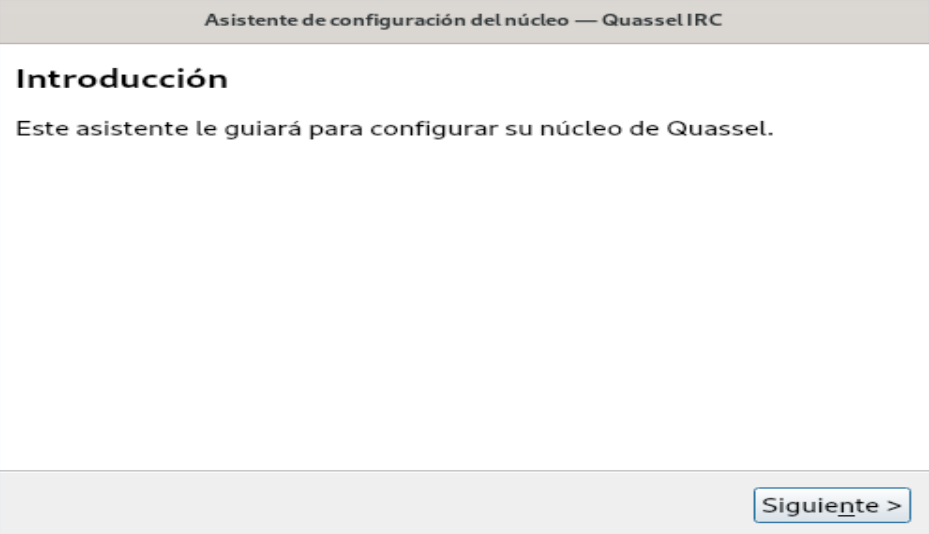 Asistente de configuración del núcleo — Quassel IRC
Introducción
Este asistente le guiará para configurar su núcleo de Quassel.
Siguiente >